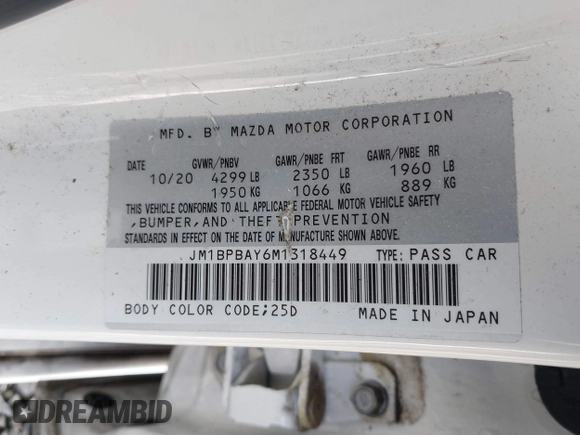 MFD. BY MAZDA MOTOR CORPORATION
DATE GVWR/PNBV GAWR/PNBE FRT GAWR/PNBE RR
10/20 4299 LB 2350 LB 1960 LB
1950 KG 1066 KG 889 KG
THIS VEHICLE CONFORMS TO ALL APPLICABLE FEDERAL MOTOR VEHICLE SAFETY
,BUMPER,AND THEFT PREVENTION
STANDARDS IN EFFECT ON THE DATE OF MANUFACTURE SHOWN ABOVE.
JM1BPBAY6M1318449 TYPE: PASS CAR
BODY COLOR CODE;25D MADE IN JAPAN
DREAMBID